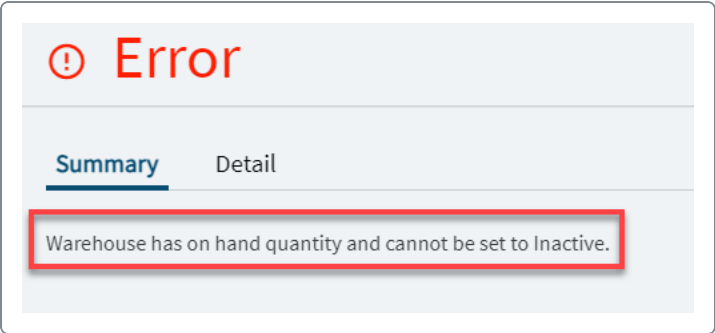 Error
Summary Detail
Warehouse has on hand quantity and cannot be set to Inactive.